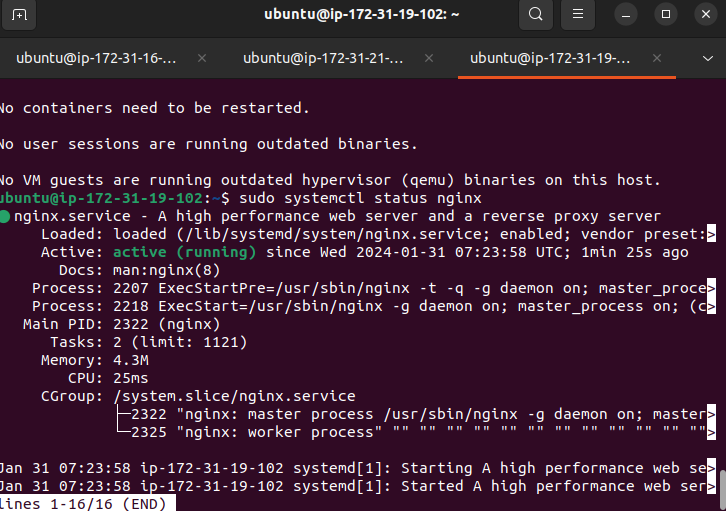 ubuntu@ip-172-31-19-102: ~
ubuntu@ip-172-31-16-...
ubuntu@ip-172-31-21-...
ubuntu@ip-172-31-19-...
No containers need to be restarted.
No user sessions are running outdated binaries.
No VM guests are running outdated hypervisor (qemu) binaries on this host.
ubuntu@ip-172-31-19-102:~$ sudo systemctl status nginx
● nginx.service - A high performance web server and a reverse proxy server
Loaded: loaded (/lib/systemd/system/nginx.service; enabled; vendor preset:>
Active: active (running) since Wed 2024-01-31 07:23:58 UTC; 1min 25s ago
Docs: man:nginx(8)
Process: 2207 ExecStartPre=/usr/sbin/nginx -t -q -g daemon on; master_proce>
Process: 2218 ExecStart=/usr/sbin/nginx -g daemon on; master_process on; (c>
Main PID: 2322 (nginx)
Tasks: 2 (limit: 1121)
Memory: 4.3M
CPU: 25ms
CGroup: /system.slice/nginx.service
├─2322 "nginx: master process /usr/sbin/nginx -g daemon on; master>
└─2325 "nginx: worker process" "" "" "" "" "" "" "" "" "" "" "" "">
Jan 31 07:23:58 ip-172-31-19-102 systemd[1]: Starting A high performance web se>
Jan 31 07:23:58 ip-172-31-19-102 systemd[1]: Started A high performance web ser>
lines 1-16/16 (END)